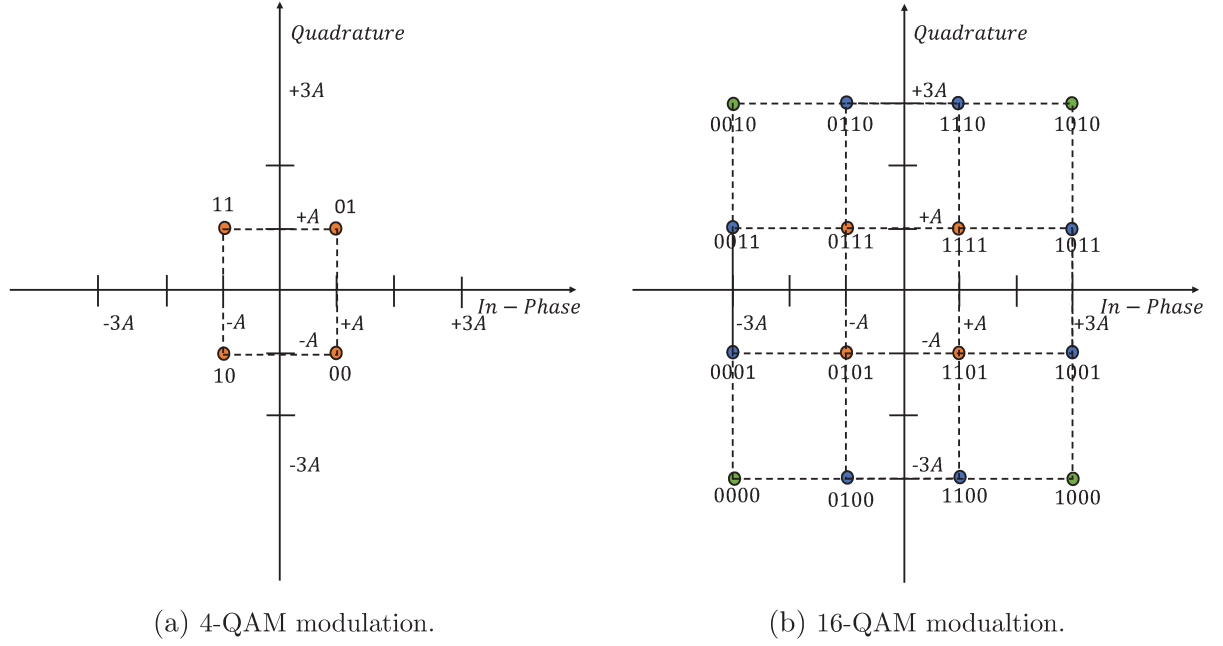 Quadrature
+3A
11
01
+A
In − Phase
-3A
-A
+A
+3A
-A
10
00
-3A
(a) 4-QAM modulation.
Quadrature
+3A
0010
0110
1110
1010
+A
0011
0111
1111
1011
In − Phase
-3A
-A
+A
+3A
-A
0001
0101
1101
1001
-3A
0000
0100
1100
1000
(b) 16-QAM modualtion.